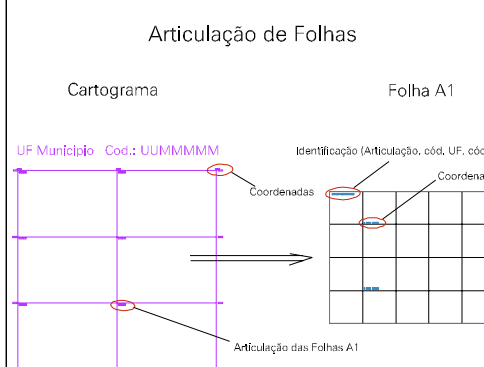 Articulação de Folhas
Cartograma
Folha A1
UF Municipio Cod.: UUMMMMM
Identificação (Articulação, cód. UF, cód
Coordena
Coordenadas
Articulação das Folhas A1